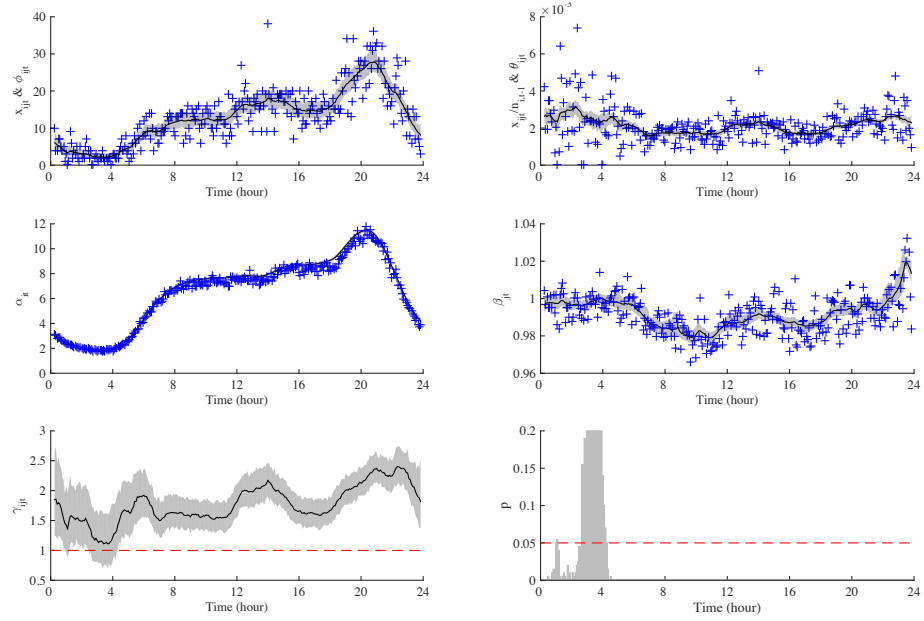 x_ijt & φ_ijt
40
30
20
10
0
0 4 8 12 16 20 24
Time (hour)
× 10⁻³
x_ijt/n_i,t-1 & θ_ijt
8
6
4
2
0
0 4 8 12 16 20 24
Time (hour)
α_it
12
10
8
6
4
2
0
0 4 8 12 16 20 24
Time (hour)
β_jt
1.04
1.02
1
0.98
0.96
0 4 8 12 16 20 24
Time (hour)
γ_ijt
3
2.5
2
1.5
1
0.5
0 4 8 12 16 20 24
Time (hour)
p
0.2
0.15
0.1
0.05
0
0 4 8 12 16 20 24
Time (hour)